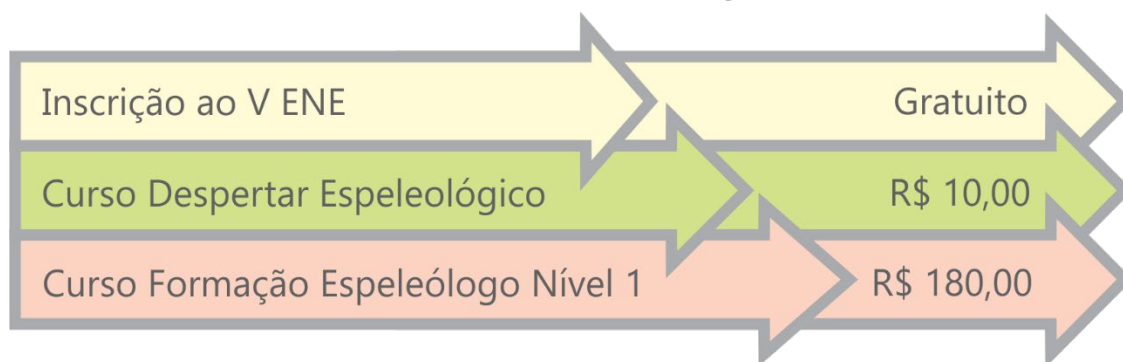 Inscrição ao V ENE Gratuito
Curso Despertar Espeleológico R$ 10,00
Curso Formação Espeleólogo Nível 1 R$ 180,00